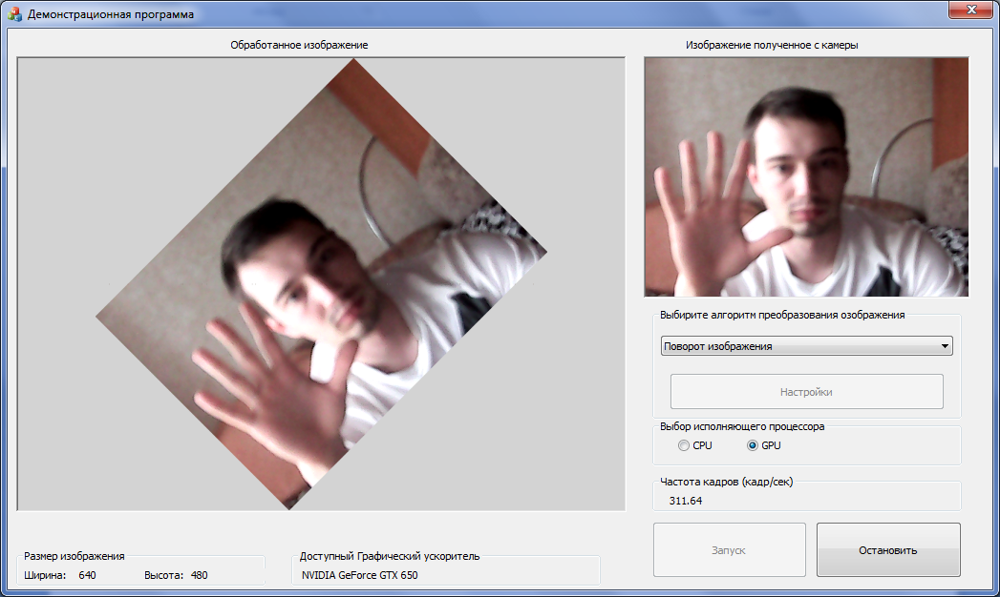 Демонстрационная программа
Обработанное изображение
Изображение полученное с камеры
Выбирите алгоритм преобразования озображения
Поворот изображения
Настройки
Выбор исполняющего процессора
CPU GPU
Частота кадров (кадр/сек)
311.64
Запуск Остановить
Размер изображения
Ширина: 640 Высота: 480
Доступный Графический ускоритель
NVIDIA GeForce GTX 650